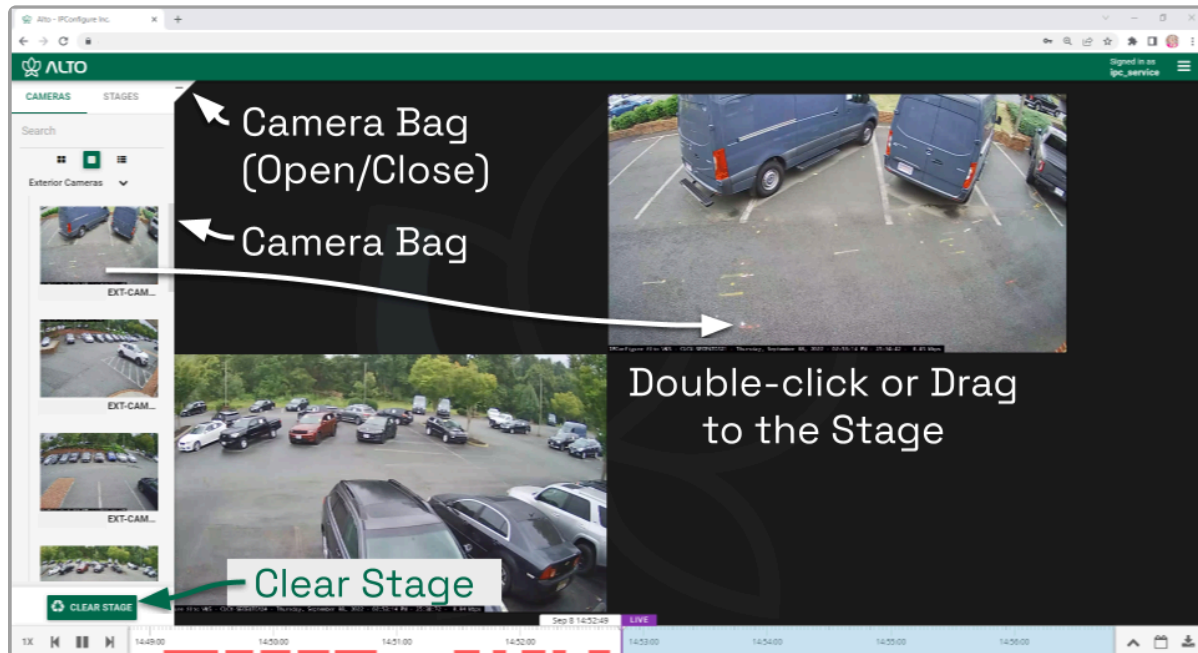 Alto - IPConfigure Inc.
ALTO
Signed in as
ipc_service
CAMERAS STAGES
Search
Exterior Cameras
EXT-CAM...
EXT-CAM...
EXT-CAM...
Camera Bag
(Open/Close)
Camera Bag
Double-click or Drag
to the Stage
Clear Stage
CLEAR STAGE
Sep 8 14:52:49 LIVE
1X 14:49:00 14:50:00 14:51:00 14:52:00 14:53:00 14:54:00 14:55:00 14:56:00